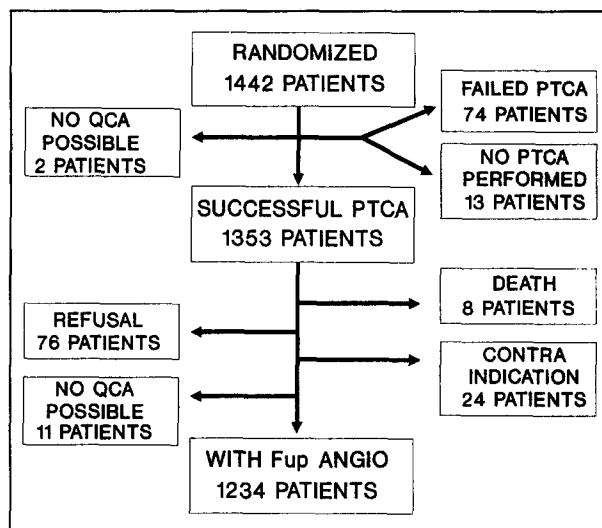 RANDOMIZED
1442 PATIENTS
FAILED PTCA
74 PATIENTS
NO QCA
POSSIBLE
2 PATIENTS
NO PTCA
PERFORMED
13 PATIENTS
SUCCESSFUL PTCA
1353 PATIENTS
DEATH
8 PATIENTS
REFUSAL
76 PATIENTS
CONTRA
INDICATION
24 PATIENTS
NO QCA
POSSIBLE
11 PATIENTS
WITH Fup ANGIO
1234 PATIENTS